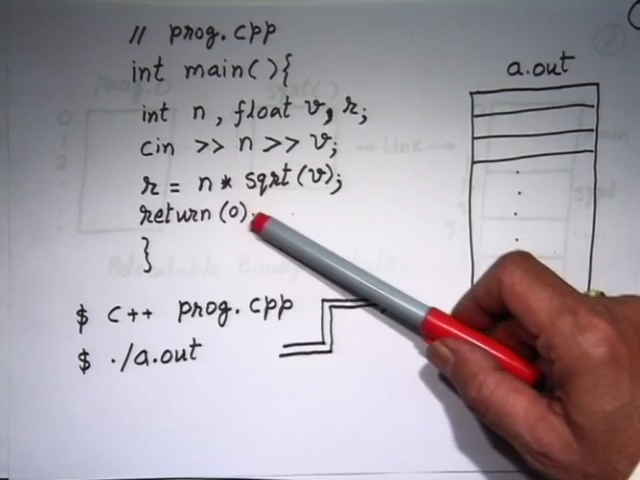 // prog.cpp
int main(){
int n, float v, r;
cin >> n >> v;
r = n * sqrt(v);
return(0);
}
$ c++ prog.cpp
$ ./a.out
a.out